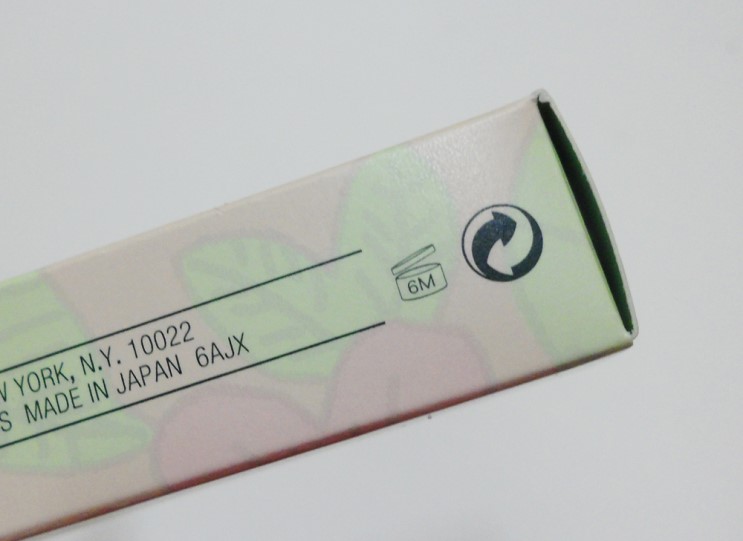 W YORK, N.Y. 10022
S MADE IN JAPAN 6AJX
6M